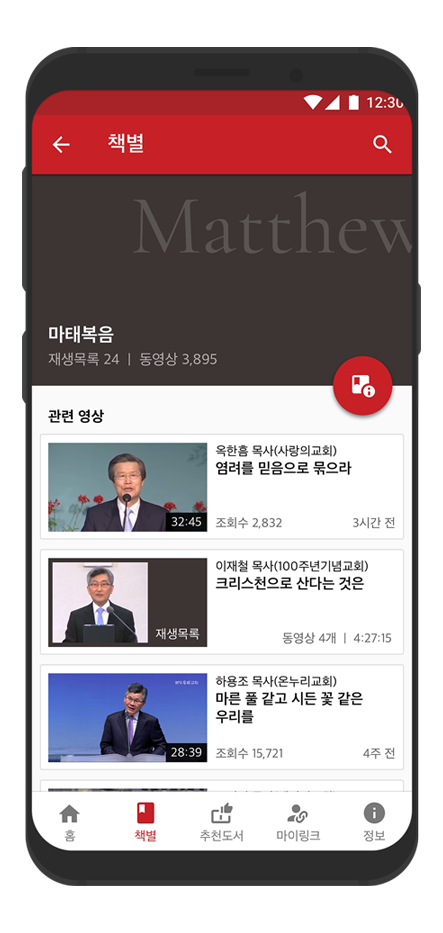 12:30
책별
Matthew
마태복음
재생목록 24 | 동영상 3,895
관련 영상
옥한흠 목사(사랑의교회)
염려를 믿음으로 묶으라
32:45
조회수 2,832
3시간 전
이재철 목사(100주년기념교회)
크리스천으로 산다는 것은
재생목록
동영상 4개 | 4:27:15
하용조 목사(온누리교회)
마른 풀 같고 시든 꽃 같은
우리를
28:39
조회수 15,721
4주 전
홈
책별
추천도서
마이링크
정보